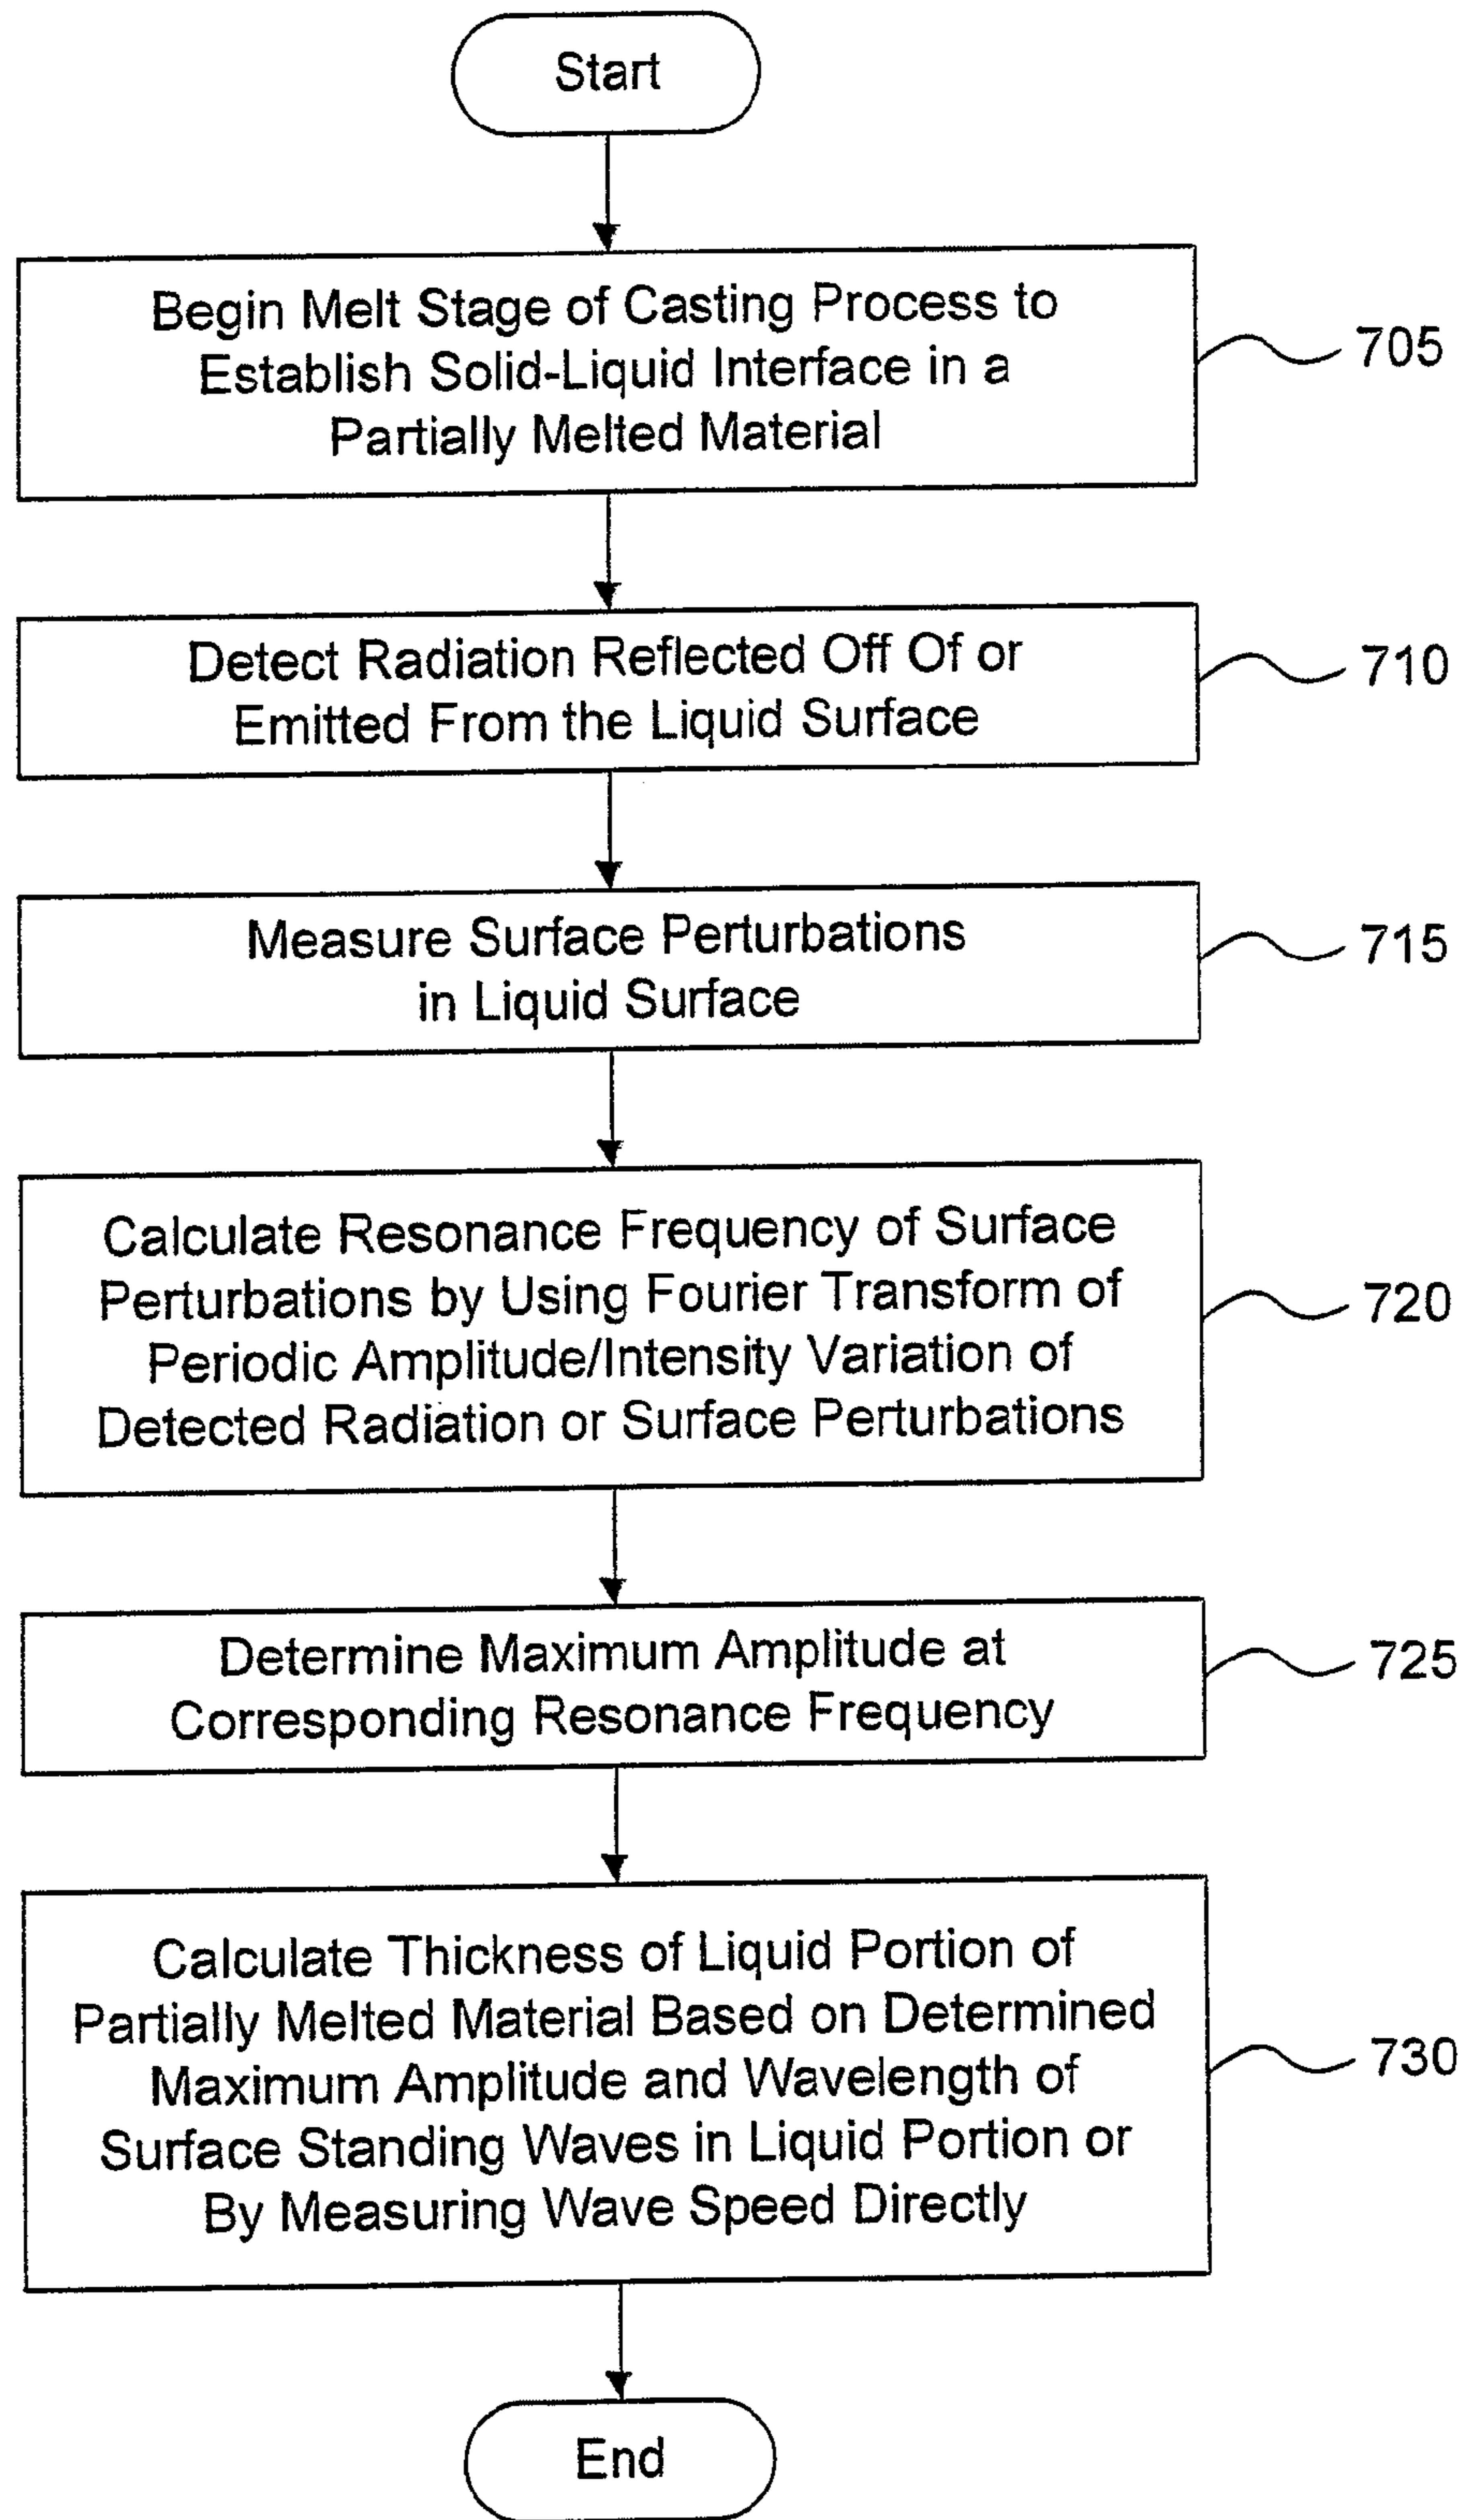 Start
Begin Melt Stage of Casting Process to
Establish Solid-Liquid Interface in a
Partially Melted Material
705
Detect Radiation Reflected Off Of or
Emitted From the Liquid Surface
710
Measure Surface Perturbations
in Liquid Surface
715
Calculate Resonance Frequency of Surface
Perturbations by Using Fourier Transform of
Periodic Amplitude/Intensity Variation of
Detected Radiation or Surface Perturbations
720
Determine Maximum Amplitude at
Corresponding Resonance Frequency
725
Calculate Thickness of Liquid Portion of
Partially Melted Material Based on Determined
Maximum Amplitude and Wavelength of
Surface Standing Waves in Liquid Portion or
By Measuring Wave Speed Directly
730
End